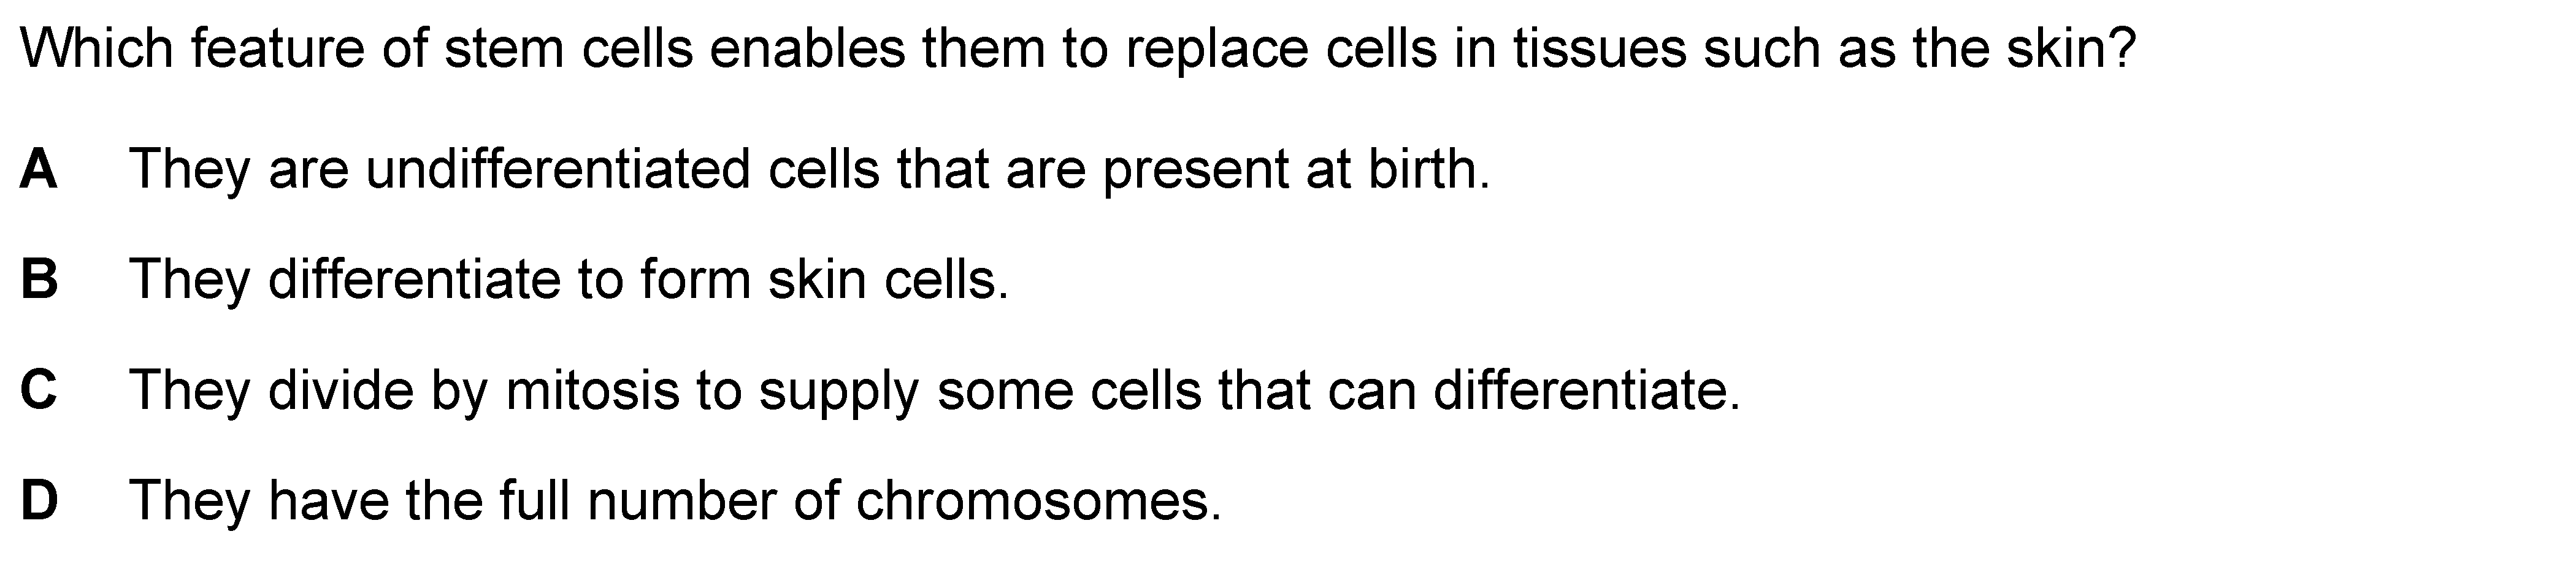 Which feature of stem cells enables them to replace cells in tissues such as the skin?
A They are undifferentiated cells that are present at birth.
B They differentiate to form skin cells.
C They divide by mitosis to supply some cells that can differentiate.
D They have the full number of chromosomes.